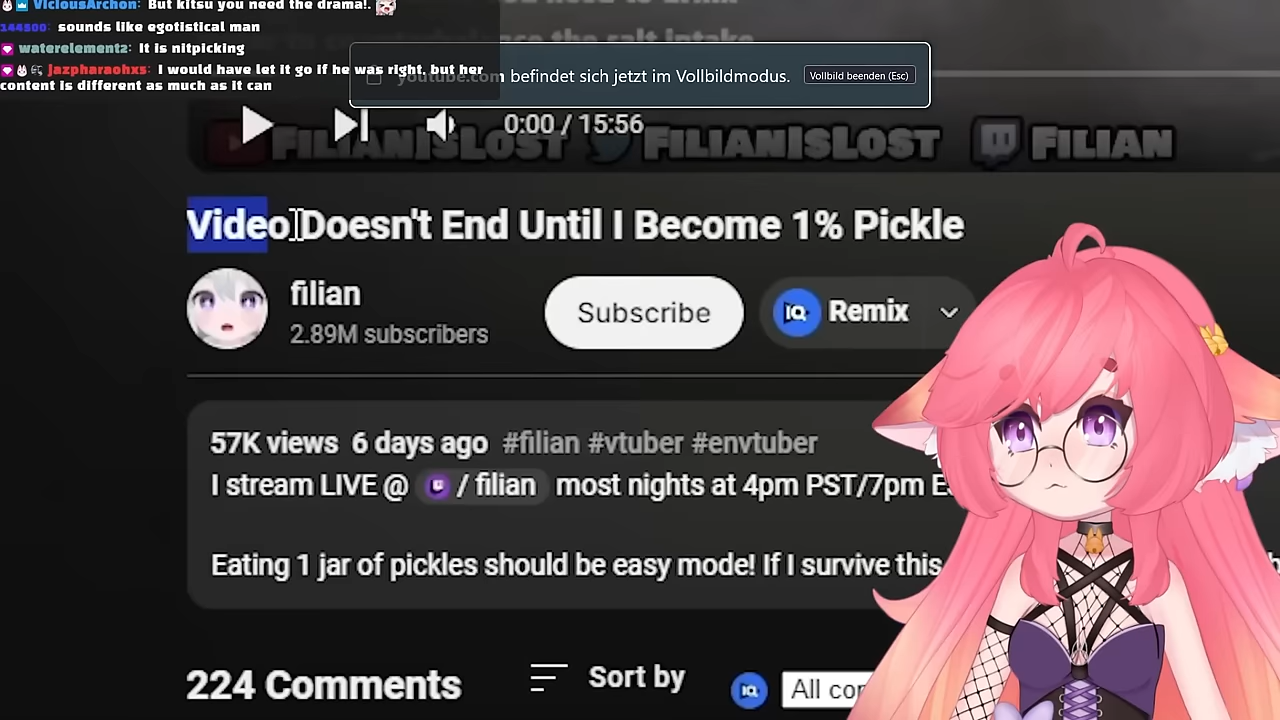 ViciousArchon: But kitsu you need the drama!.
144500: sounds like egotistical man
waterelement2: It is nitpicking
Jazpharaohxs: I would have let it go if he was right, but her
content is different as much as it can
youtube.com befindet sich jetzt im Vollbildmodus.
Vollbild beenden (Esc)
0:00 / 15:56
FILIANISLOST
FILIANISLOST
FILIAN
Video Doesn't End Until I Become 1% Pickle
filian
2.89M subscribers
Subscribe
IQ Remix
57K views 6 days ago #filian #vtuber #envtuber
I stream LIVE @ / filian most nights at 4pm PST/7pm
Eating 1 jar of pickles should be easy mode! If I survive this
224 Comments
Sort by
IQ
All